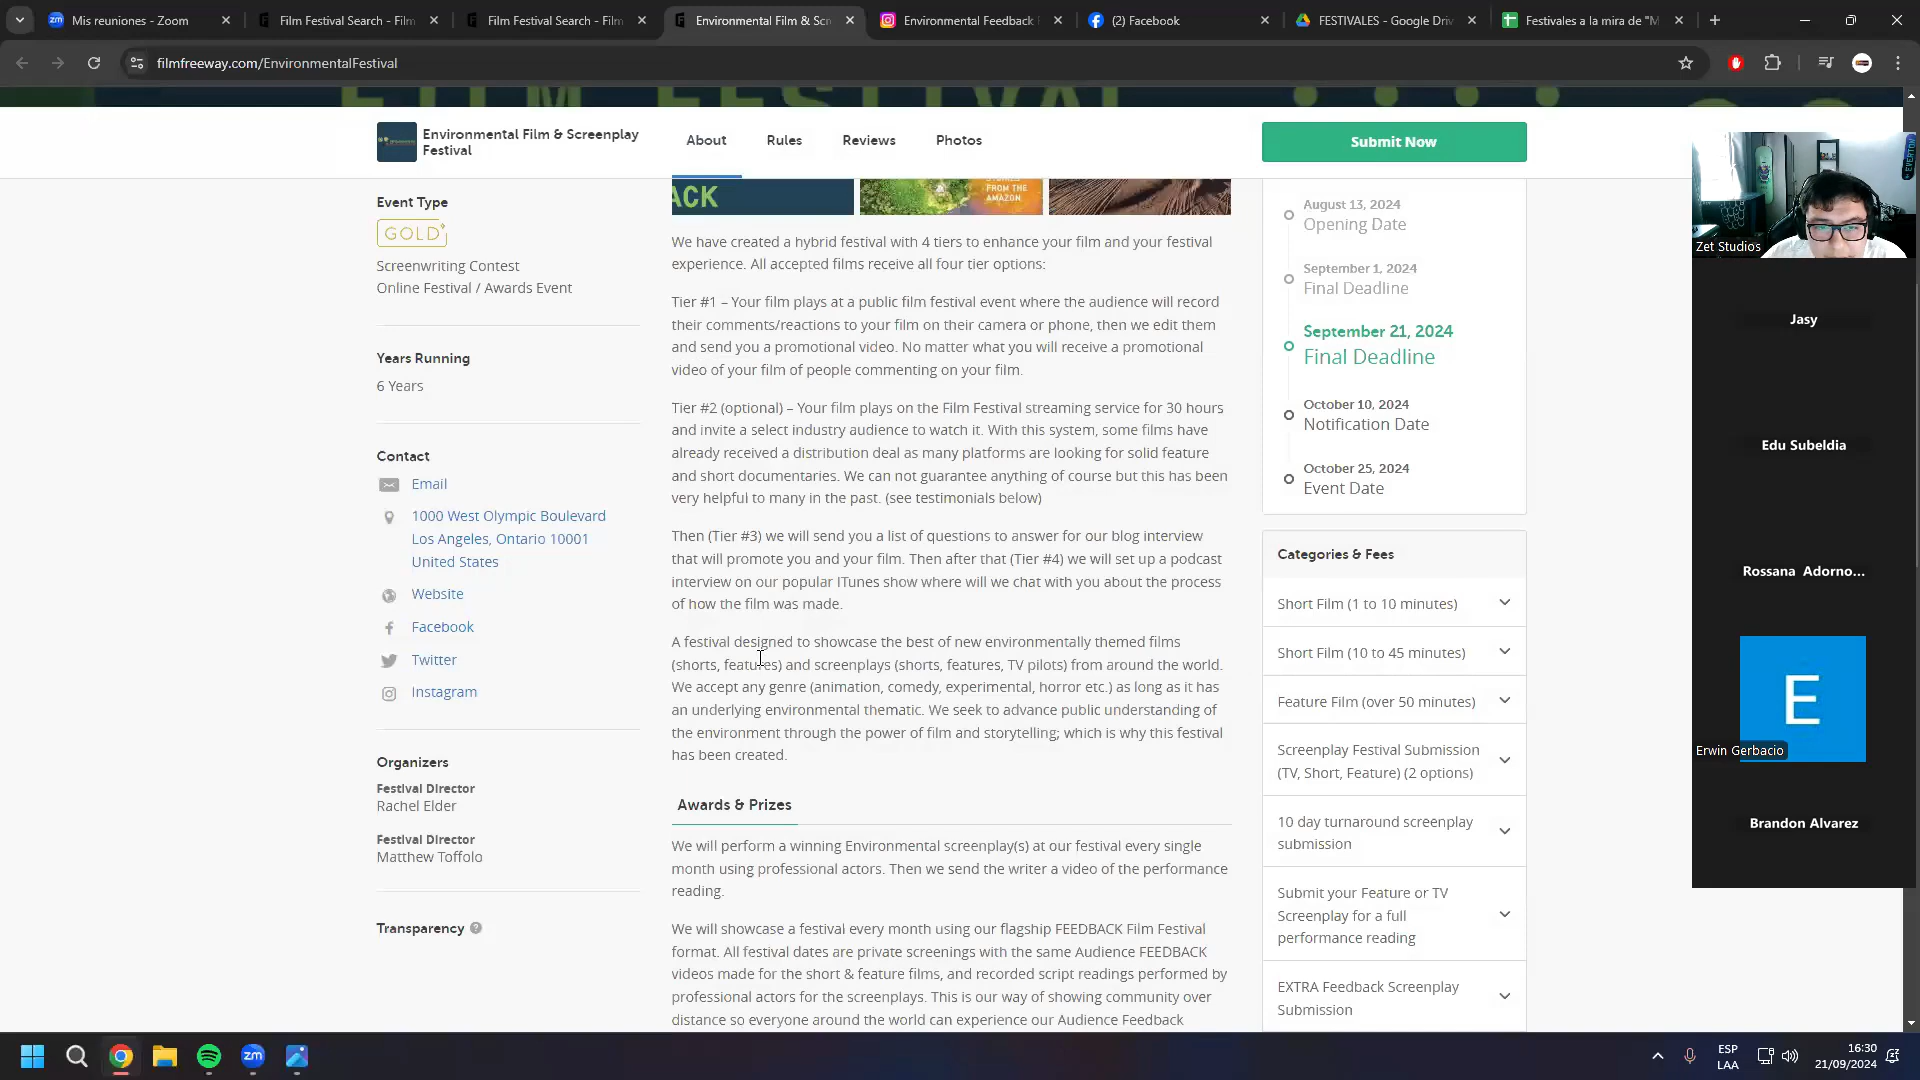 Mis reuniones - Zoom
Film Festival Search - Film
Film Festival Search - Film
Environmental Film & Scr
Environmental Feedback
(2) Facebook
FESTIVALES - Google Driv
Festivales a la mira de "M
filmfreeway.com/EnvironmentalFestival
FILM FESTIVAL
Environmental Film & Screenplay
Festival
About
Rules
Reviews
Photos
Submit Now
Event Type
GOLD
Screenwriting Contest
Online Festival / Awards Event
Years Running
6 Years
Contact
Email
1000 West Olympic Boulevard
Los Angeles, Ontario 10001
United States
Website
Facebook
Twitter
Instagram
Organizers
Festival Director
Rachel Elder
Festival Director
Matthew Toffolo
Transparency
ACK
FROM THE
AMAZON
We have created a hybrid festival with 4 tiers to enhance your film and your festival
experience. All accepted films receive all four tier options:
Tier #1 – Your film plays at a public film festival event where the audience will record
their comments/reactions to your film on their camera or phone, then we edit them
and send you a promotional video. No matter what you will receive a promotional
video of your film of people commenting on your film.
Tier #2 (optional) – Your film plays on the Film Festival streaming service for 30 hours
and invite a select industry audience to watch it. With this system, some films have
already received a distribution deal as many platforms are looking for solid feature
and short documentaries. We can not guarantee anything of course but this has been
very helpful to many in the past. (see testimonials below)
Then (Tier #3) we will send you a list of questions to answer for our blog interview
that will promote you and your film. Then after that (Tier #4) we will set up a podcast
interview on our popular ITunes show where will we chat with you about the process
of how the film was made.
A festival designed to showcase the best of new environmentally themed films
(shorts, features) and screenplays (shorts, features, TV pilots) from around the world.
We accept any genre (animation, comedy, experimental, horror etc.) as long as it has
an underlying environmental thematic. We seek to advance public understanding of
the environment through the power of film and storytelling; which is why this festival
has been created.
Awards & Prizes
We will perform a winning Environmental screenplay(s) at our festival every single
month using professional actors. Then we send the writer a video of the performance
reading.
We will showcase a festival every month using our flagship FEEDBACK Film Festival
format. All festival dates are private screenings with the same Audience FEEDBACK
videos made for the short & feature films, and recorded script readings performed by
professional actors for the screenplays. This is our way of showing community over
distance so everyone around the world can experience our Audience Feedback
August 13, 2024
Opening Date
September 1, 2024
Final Deadline
September 21, 2024
Final Deadline
October 10, 2024
Notification Date
October 25, 2024
Event Date
Categories & Fees
Short Film (1 to 10 minutes)
Short Film (10 to 45 minutes)
Feature Film (over 50 minutes)
Screenplay Festival Submission
(TV, Short, Feature) (2 options)
10 day turnaround screenplay
submission
Submit your Feature or TV
Screenplay for a full
performance reading
EXTRA Feedback Screenplay
Submission
Zet Studios
Jasy
Edu Subeldia
Rossana Adorno...
E
Erwin Gerbacio
Brandon Alvarez
ESP
LAA
16:30
21/09/2024